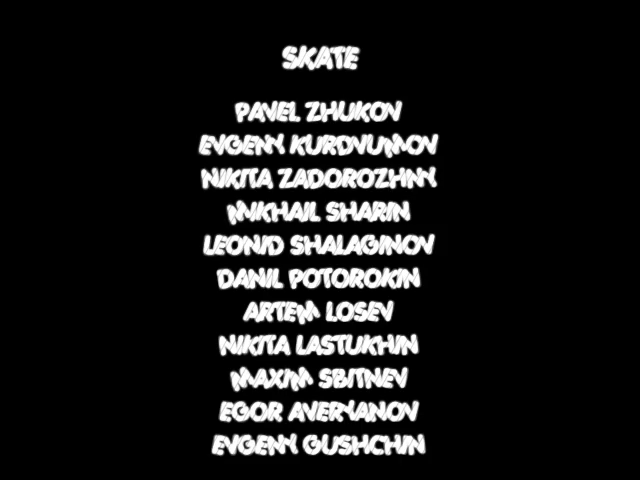 SKATE
PAVEL ZHUKOV
EVGENY KURDVUMOV
NIKITA ZADOROZHNY
MIKHAIL SHARIN
LEONID SHALAGINOV
DANIL POTOROKIN
ARTEM LOSEV
NIKITA LASTUKHIN
MAXIM SBITNEV
EGOR AVERYANOV
EVGENY GUSHCHIN